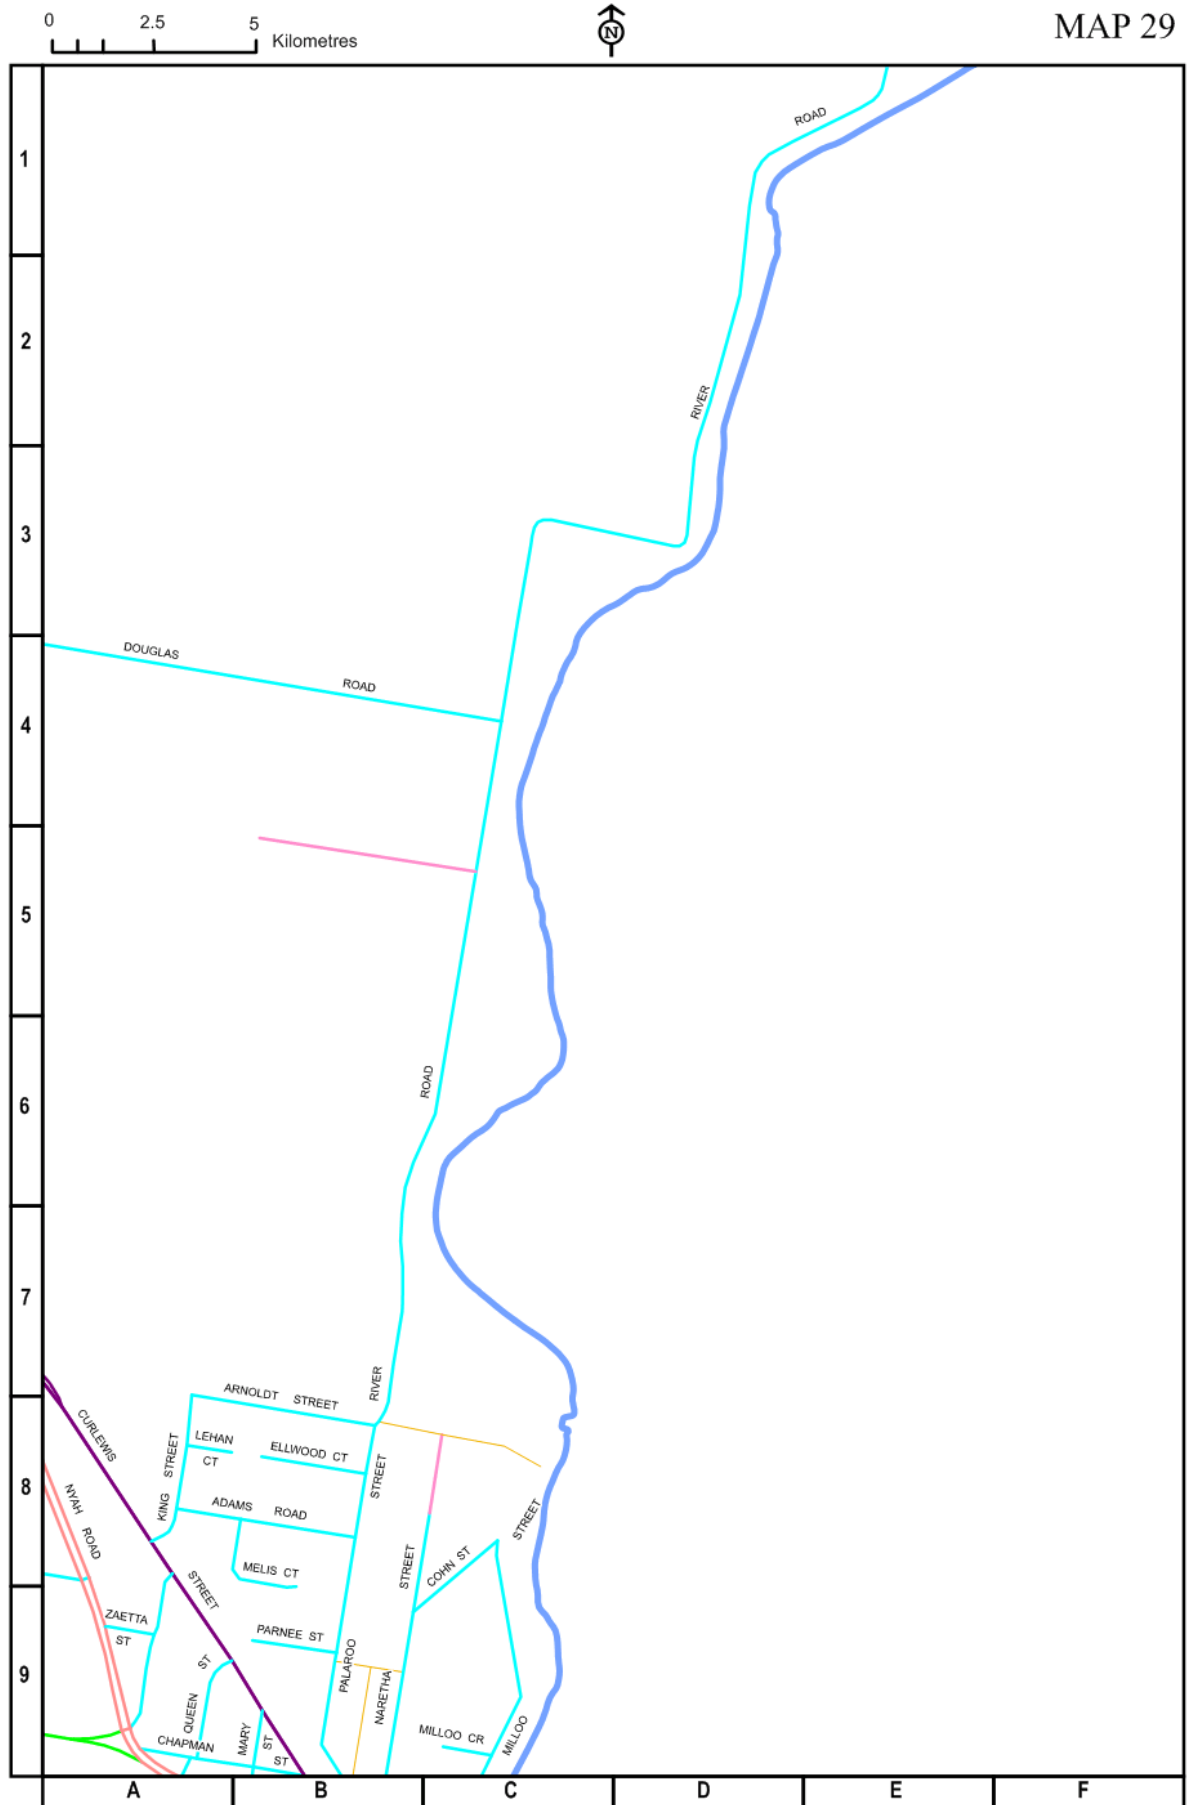 0 2.5 5
Kilometres
N
MAP 29
1
ROAD
2
RIVER
3
DOUGLAS
ROAD
4
5
ROAD
6
7
RIVER
ARNOLDT STREET
CURLEWIS
STREET
LEHAN
CT
ELLWOOD CT
STREET
8
NYAH ROAD
KING
ADAMS ROAD
STREET
MELIS CT
STREET
COHN ST
STREET
ZAETTA
ST
PARNEE ST
ST
PALAROO
9
QUEEN
NARETHA
MARY
ST
CHAPMAN
ST
MILLOO CR
MILLOO
A B C D E F